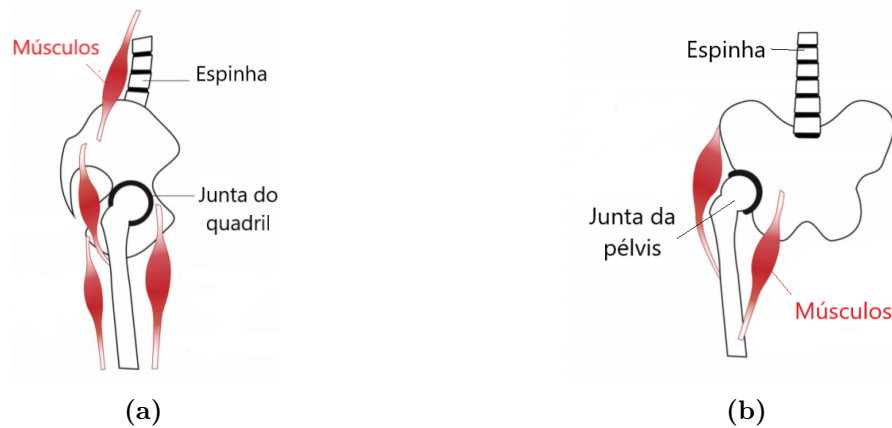 Músculos
Espinha
Junta do
quadril
(a)
Espinha
Junta da
pélvis
Músculos
(b)